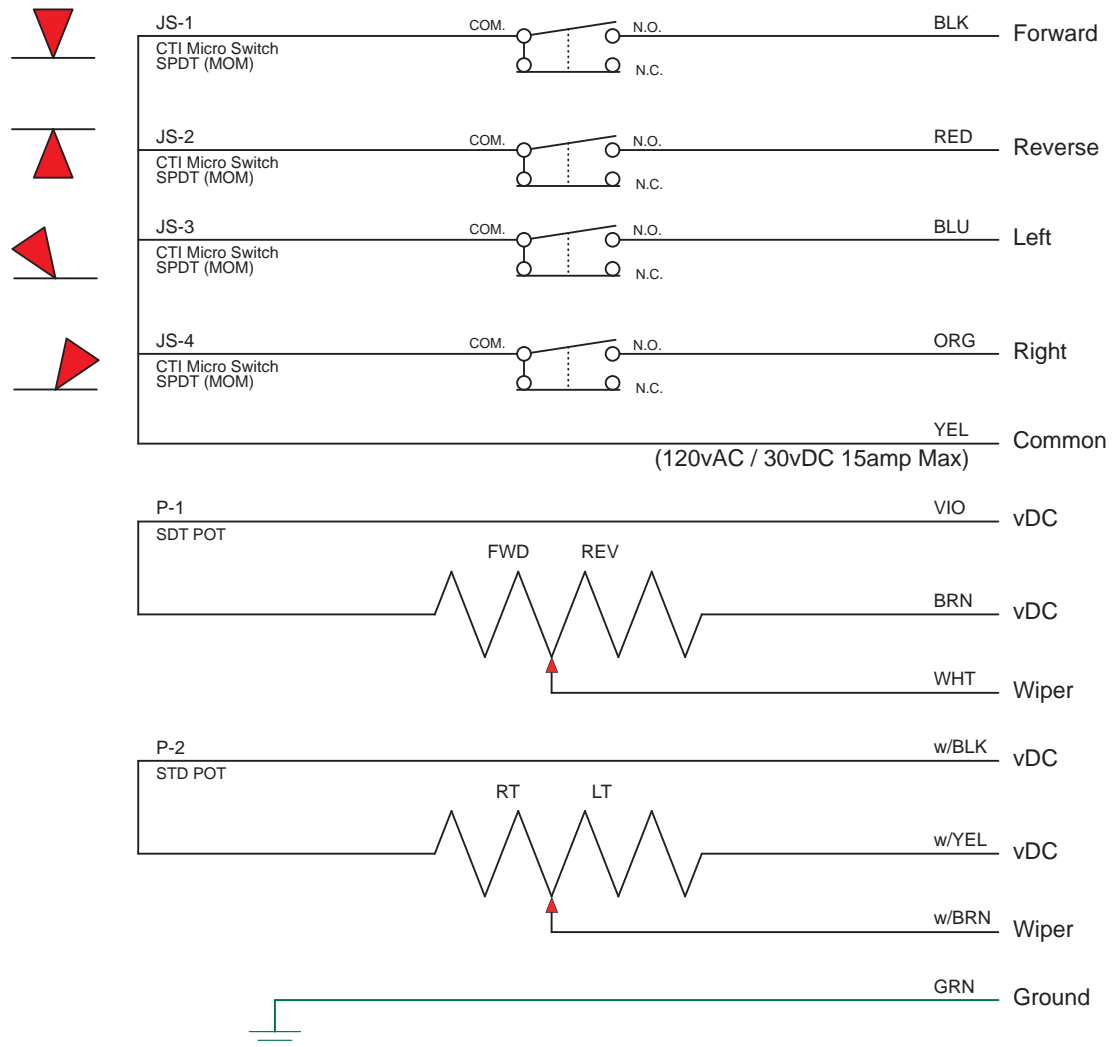 JS-1 COM. N.O. BLK Forward
CTI Micro Switch
SPDT (MOM)
N.C.
JS-2 COM. N.O. RED Reverse
CTI Micro Switch
SPDT (MOM)
N.C.
JS-3 COM. N.O. BLU Left
CTI Micro Switch
SPDT (MOM)
N.C.
JS-4 COM. N.O. ORG Right
CTI Micro Switch
SPDT (MOM)
N.C.
YEL Common
(120vAC / 30vDC 15amp Max)
P-1 VIO vDC
SDT POT
FWD REV
BRN vDC
WHT Wiper
P-2 w/BLK vDC
STD POT
RT LT
w/YEL vDC
w/BRN Wiper
GRN Ground